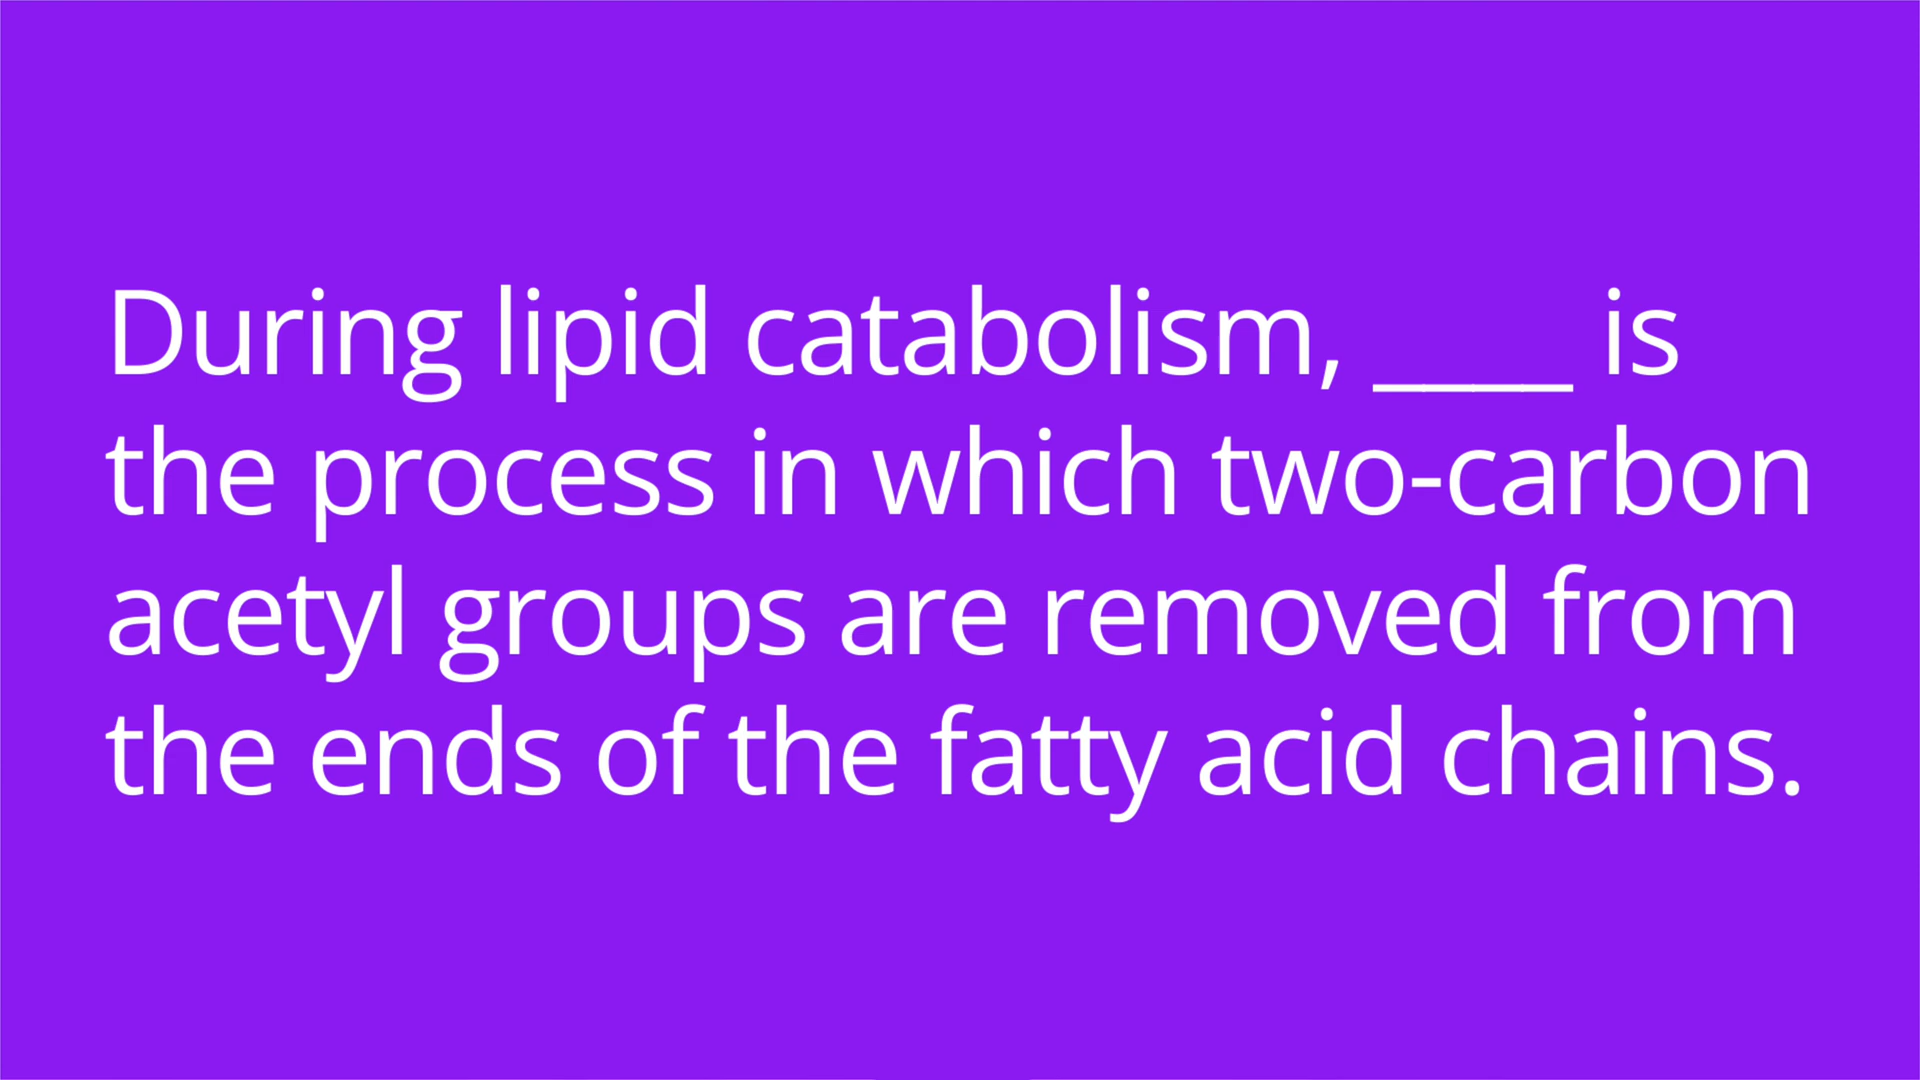 During lipid catabolism, ____ is
the process in which two-carbon
acetyl groups are removed from
the ends of the fatty acid chains.